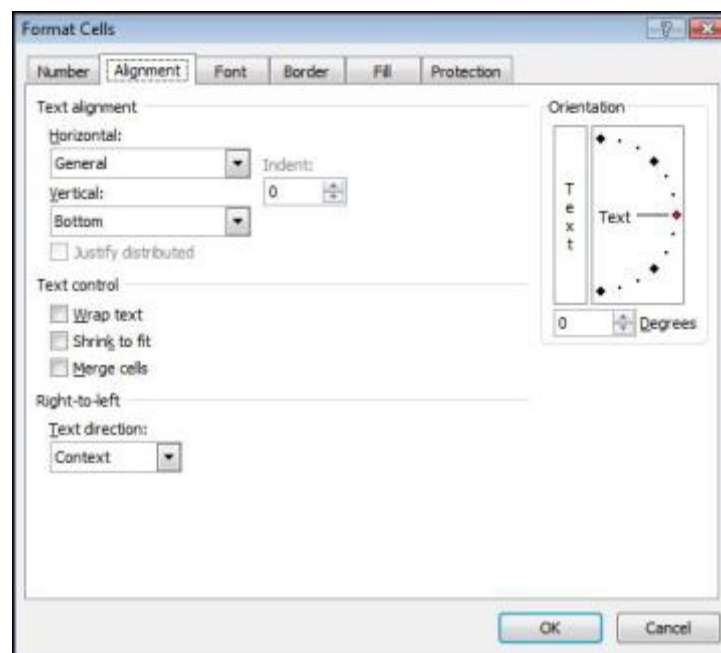 Format Cells
Number Alignment Font Border Fill Protection
Text alignment
Horizontal:
General
Indent:
0
Vertical:
Bottom
Justify distributed
Text control
Wrap text
Shrink to fit
Merge cells
Right-to-left
Text direction:
Context
Orientation
Text
Text
0 Degrees
OK Cancel